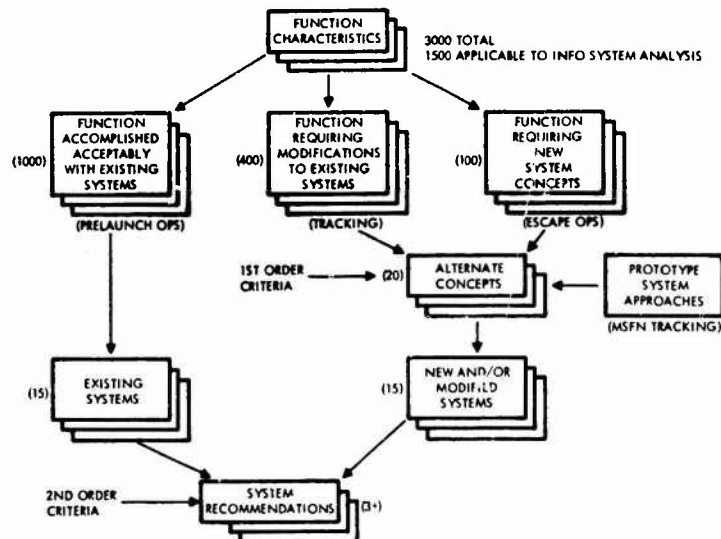 FUNCTION
CHARACTERISTICS
3000 TOTAL
1500 APPLICABLE TO INFO SYSTEM ANALYSIS
(1000)
FUNCTION
ACCOMPLISHED
ACCEPTABLY
WITH EXISTING
SYSTEMS
(PRELAUNCH OPS)
(400)
FUNCTION
REQUIRING
MODIFICATIONS
TO EXISTING
SYSTEMS
(TRACKING)
(100)
FUNCTION
REQUIRING
NEW
SYSTEM
CONCEPTS
(ESCAPE OPS)
1ST ORDER
CRITERIA
(20)
ALTERNATE
CONCEPTS
PROTOTYPE
SYSTEM
APPROACHES
(MSFN TRACKING)
(15)
EXISTING
SYSTEMS
(15)
NEW AND/OR
MODIFILD
SYSTEMS
2ND ORDER
CRITERIA
SYSTEM
RECOMMENDATIONS
(3+)